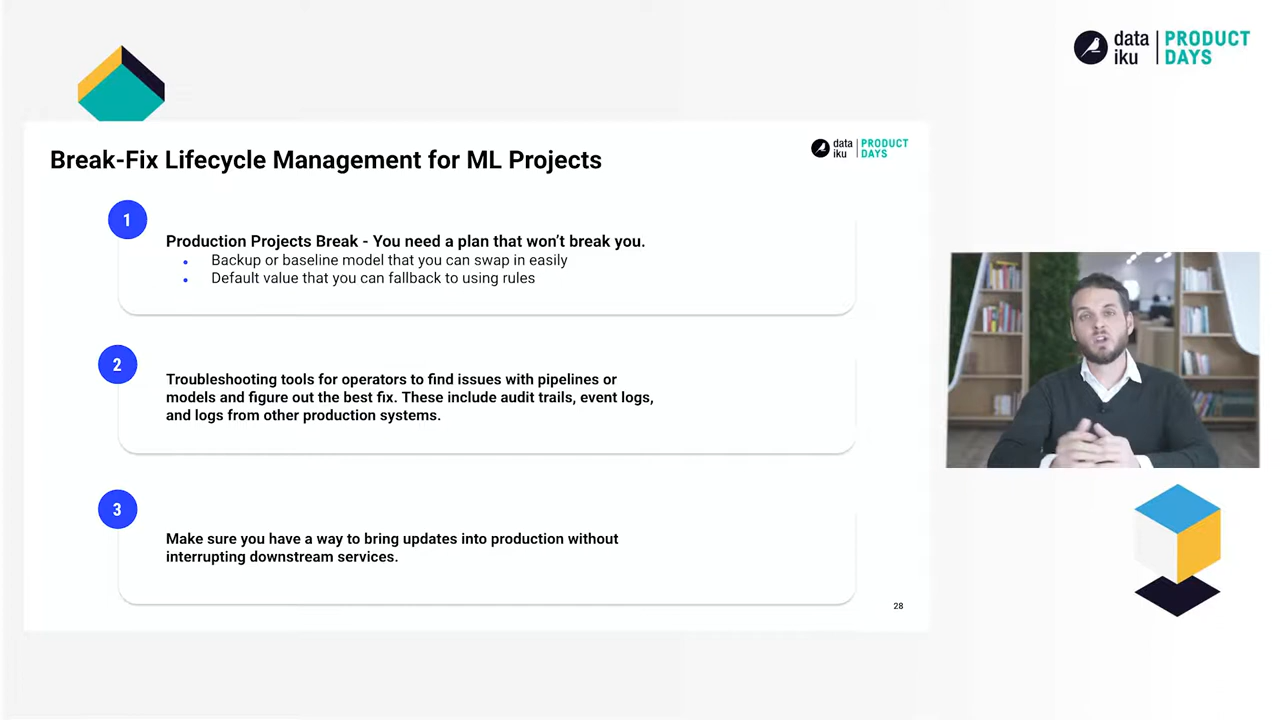 data
iku
PRODUCT
DAYS
Break-Fix Lifecycle Management for ML Projects
data
iku
PRODUCT
DAYS
1
Production Projects Break - You need a plan that won’t break you.
• Backup or baseline model that you can swap in easily
• Default value that you can fallback to using rules
2
Troubleshooting tools for operators to find issues with pipelines or
models and figure out the best fix. These include audit trails, event logs,
and logs from other production systems.
3
Make sure you have a way to bring updates into production without
interrupting downstream services.
28